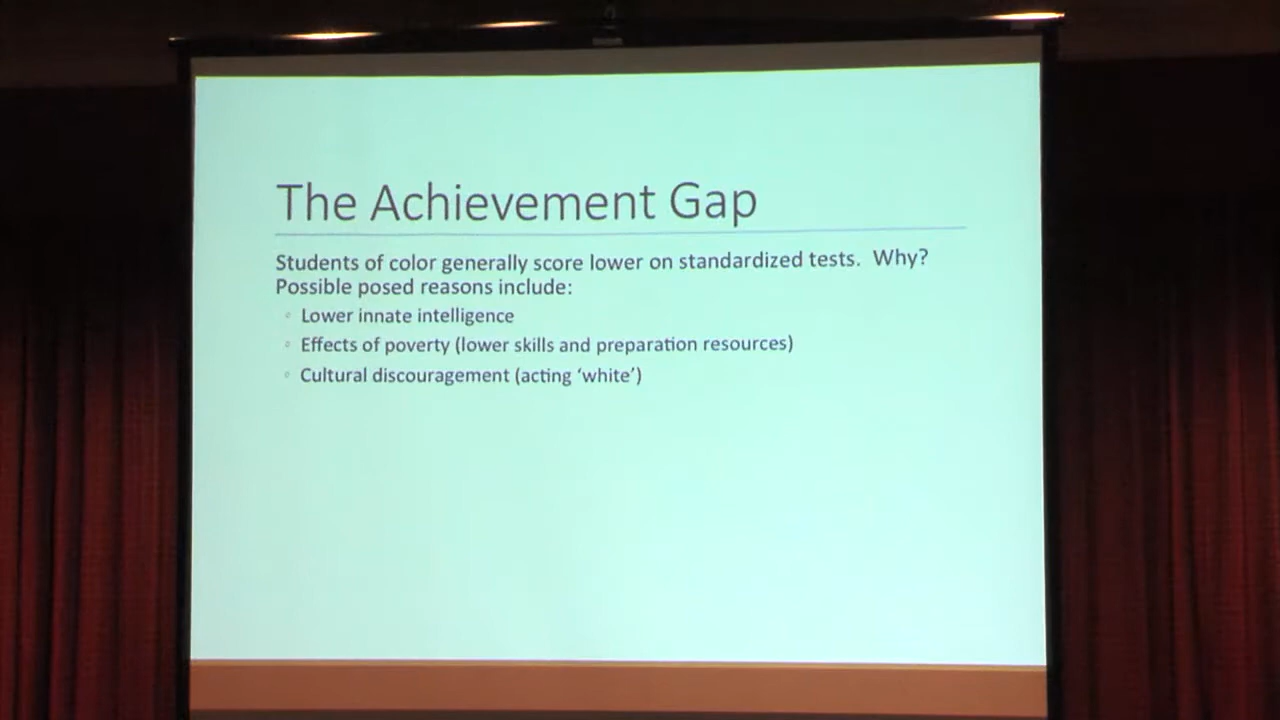 The Achievement Gap
Students of color generally score lower on standardized tests.  Why?
Possible posed reasons include:
◦ Lower innate intelligence
◦ Effects of poverty (lower skills and preparation resources)
◦ Cultural discouragement (acting ‘white’)